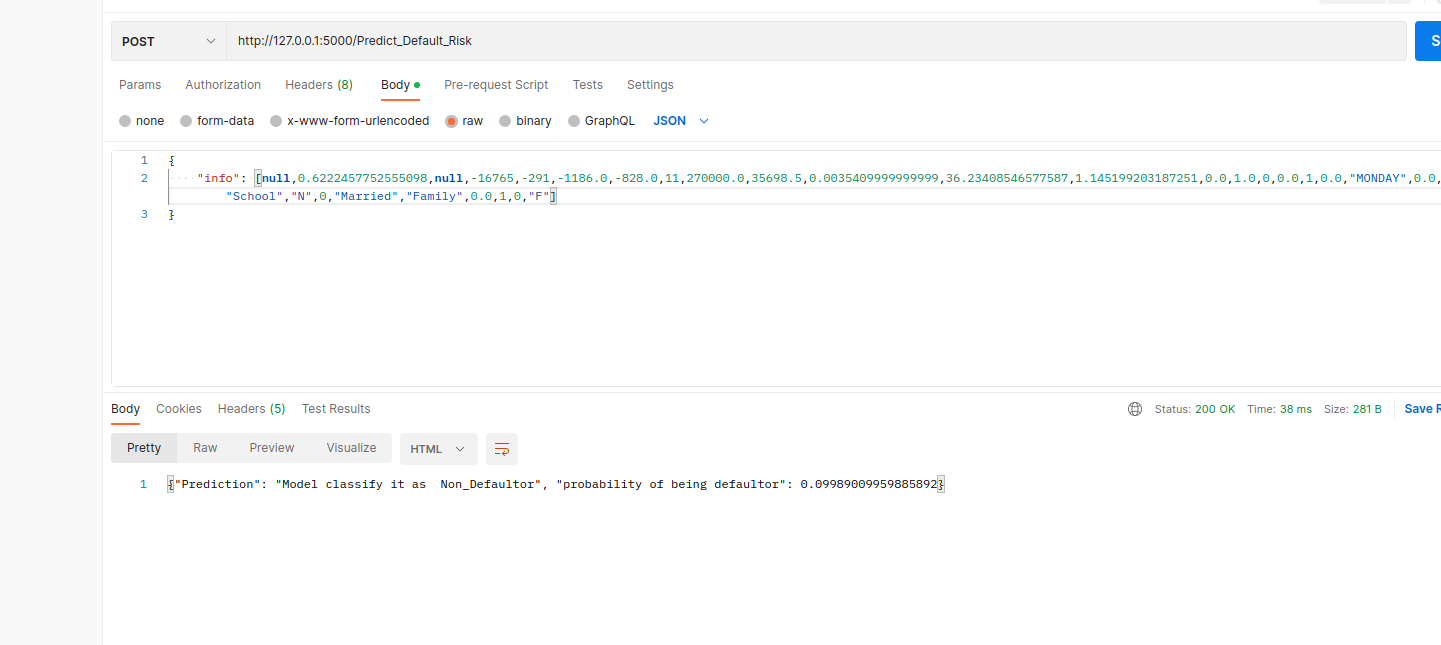 POST http://127.0.0.1:5000/Predict_Default_Risk S
Params Authorization Headers (8) Body Pre-request Script Tests Settings
none form-data x-www-form-urlencoded raw binary GraphQL JSON
1 {
2 "info": [null,0.6222457752555098,null,-16765,-291,-1186.0,-828.0,11,270000.0,35698.5,0.0035409999999999,36.23408546577587,1.145199203187251,0.0,1.0,0,0.0,1,0.0,"MONDAY",0.0,
"School","N",0,"Married","Family",0.0,1,0,"F"]
3 }
Body Cookies Headers (5) Test Results Status: 200 OK Time: 38 ms Size: 281 B Save R
Pretty Raw Preview Visualize HTML
1 {"Prediction": "Model classify it as  Non_Defaultor", "probability of being defaultor": 0.09989009959885892}